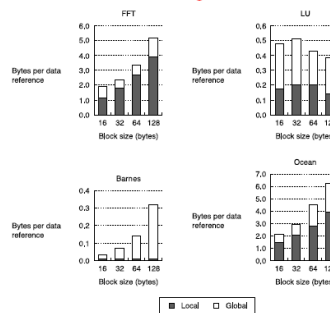 FFT
6,0
5,0
4,0
3,0
2,0
1,0
0,0
Bytes per data
reference
16 32 64 128
Block size (bytes)
LU
0,6
0,5
0,4
0,3
0,2
0,1
0,0
Bytes per data
reference
16 32 64
Block size (bytes)
Barnes
0,4
0,3
0,2
0,1
0,0
Bytes per data
reference
16 32 64 128
Block size (bytes)
Ocean
7,0
6,0
5,0
4,0
3,0
2,0
1,0
0,0
Bytes per data
reference
16 32 64
Block size (bytes)
Local Global